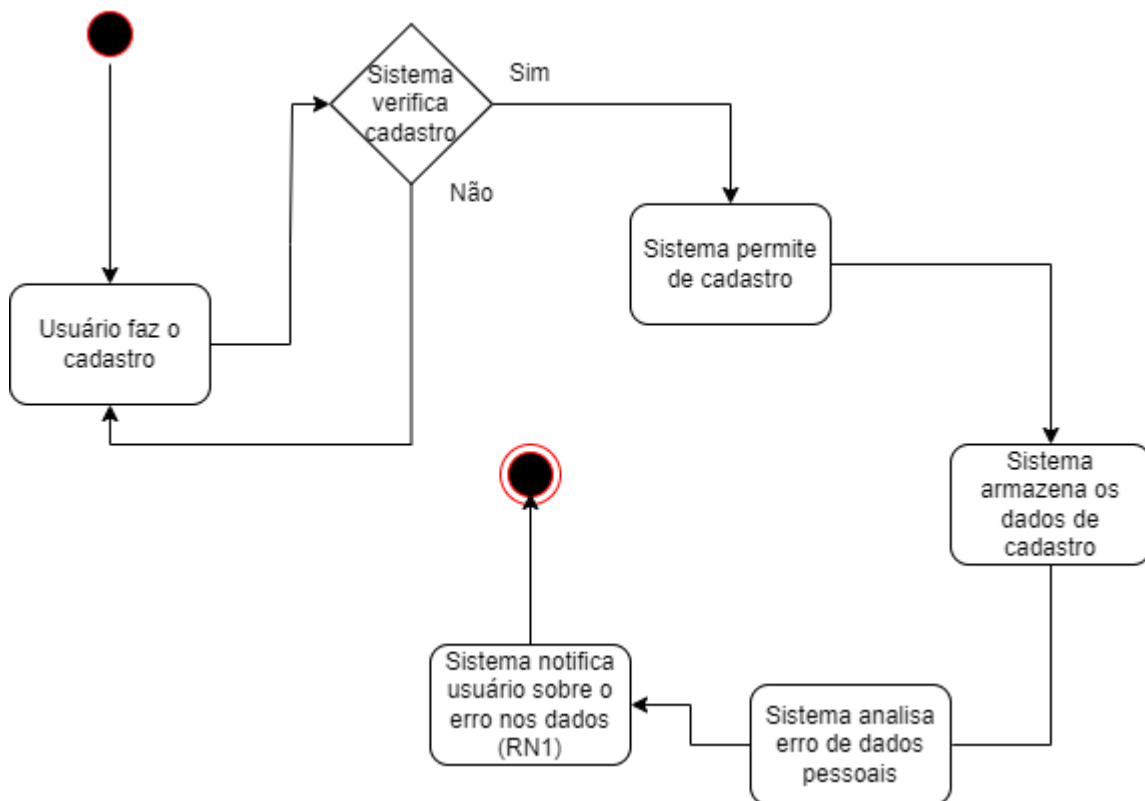 Sistema
verifica
cadastro
Sim
Não
Usuário faz o
cadastro
Sistema permite
de cadastro
Sistema
armazena os
dados de
cadastro
Sistema analisa
erro de dados
pessoais
Sistema notifica
usuário sobre o
erro nos dados
(RN1)